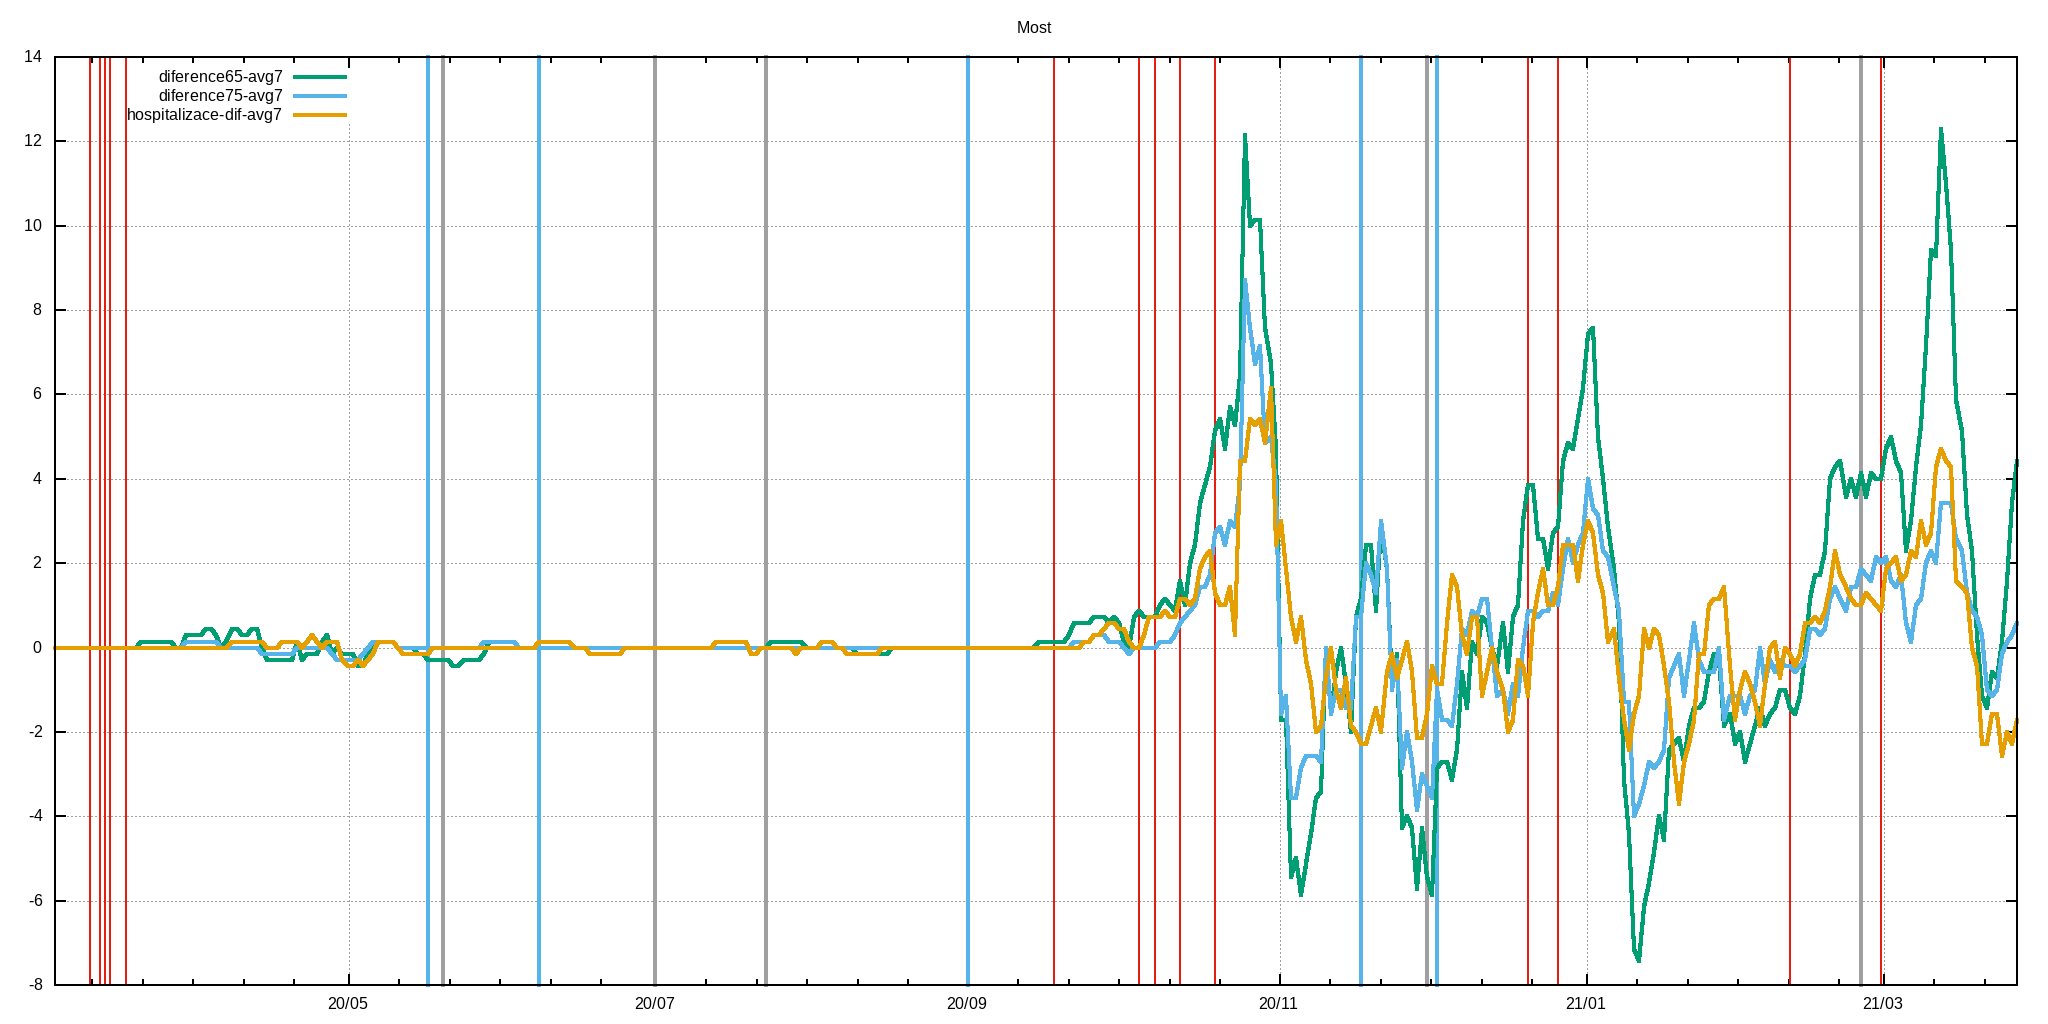 Most
14
diference65-avg7
diference75-avg7
hospitalizace-dif-avg7
12
10
8
6
4
2
0
-2
-4
-6
-8
20/05 20/07 20/09 20/11 21/01 21/03